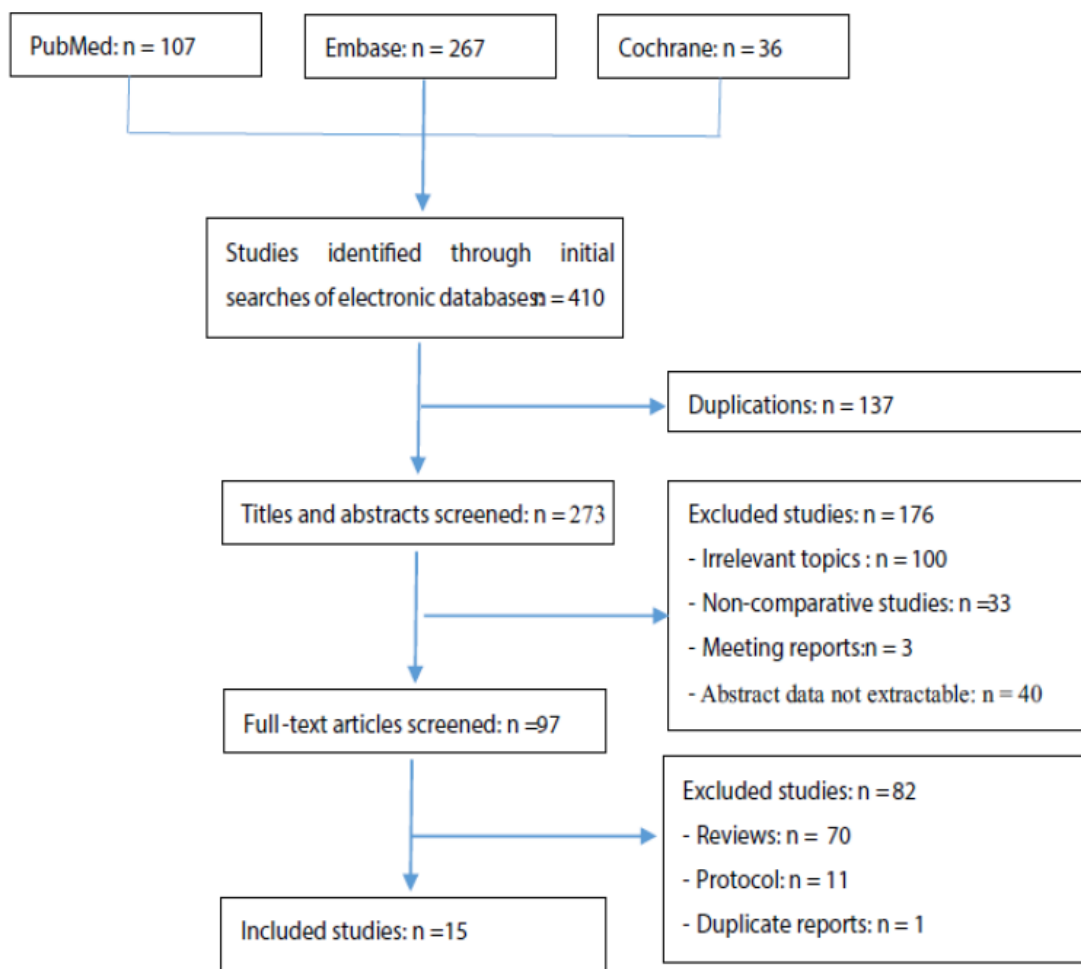 PubMed: n = 107
Embase: n = 267
Cochrane: n = 36
Studies identified through initial
searches of electronic databases: n = 410
Duplications: n = 137
Titles and abstracts screened: n = 273
Excluded studies: n = 176
- Irrelevant topics : n = 100
- Non-comparative studies: n =33
- Meeting reports:n = 3
- Abstract data not extractable: n = 40
Full-text articles screened: n =97
Excluded studies: n = 82
- Reviews: n = 70
- Protocol: n = 11
- Duplicate reports: n = 1
Included studies: n =15